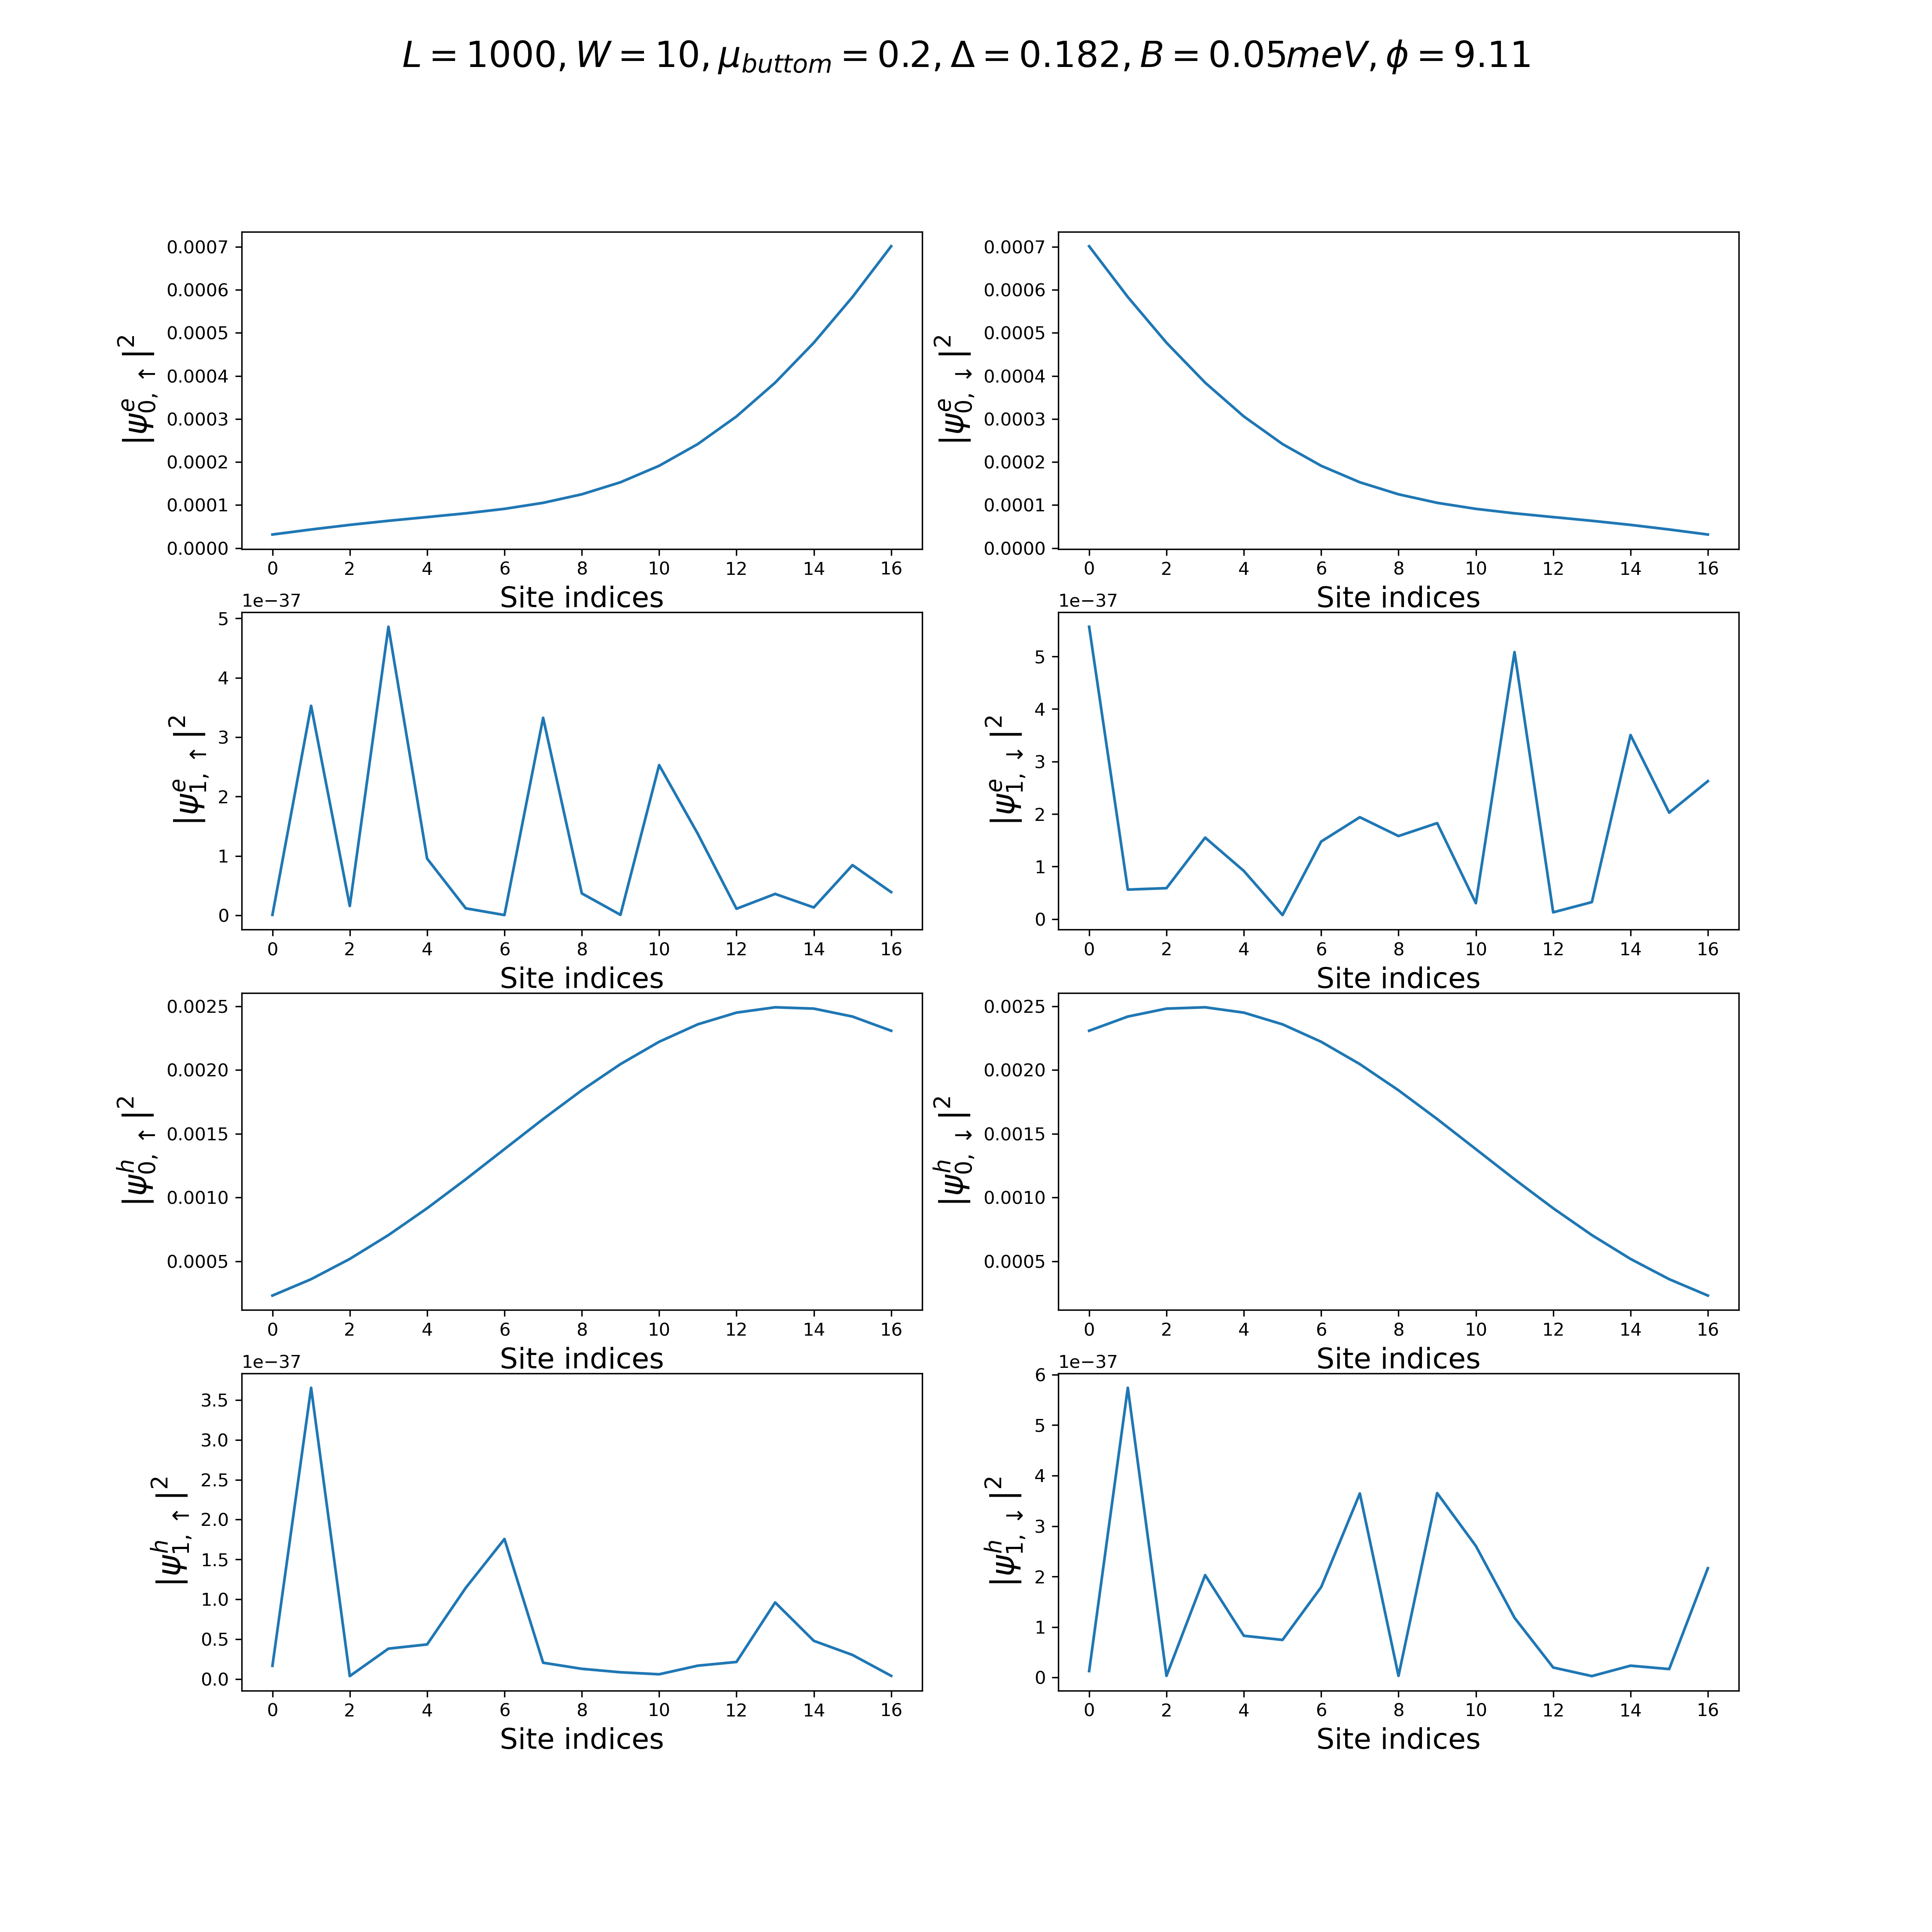 L = 1000, W = 10, μ_buttom = 0.2, Δ = 0.182, B = 0.05meV, ϕ = 9.11
|ψ^e_{0,↑}|^2
0.0007
0.0006
0.0005
0.0004
0.0003
0.0002
0.0001
0.0000
0 2 4 6 8 10 12 14 16
Site indices
|ψ^e_{0,↓}|^2
0.0007
0.0006
0.0005
0.0004
0.0003
0.0002
0.0001
0.0000
0 2 4 6 8 10 12 14 16
Site indices
1e−37
|ψ^e_{1,↑}|^2
5
4
3
2
1
0
0 2 4 6 8 10 12 14 16
Site indices
1e−37
|ψ^e_{1,↓}|^2
5
4
3
2
1
0
0 2 4 6 8 10 12 14 16
Site indices
|ψ^h_{0,↑}|^2
0.0025
0.0020
0.0015
0.0010
0.0005
0 2 4 6 8 10 12 14 16
Site indices
|ψ^h_{0,↓}|^2
0.0025
0.0020
0.0015
0.0010
0.0005
0 2 4 6 8 10 12 14 16
Site indices
1e−37
|ψ^h_{1,↑}|^2
3.5
3.0
2.5
2.0
1.5
1.0
0.5
0.0
0 2 4 6 8 10 12 14 16
Site indices
1e−37
|ψ^h_{1,↓}|^2
6
5
4
3
2
1
0
0 2 4 6 8 10 12 14 16
Site indices